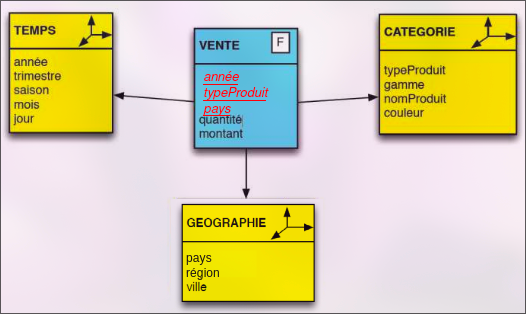 TEMPS
année
trimestre
saison
mois
jour
VENTE
F
année
typeProduit
pays
quantité
montant
CATEGORIE
typeProduit
gamme
nomProduit
couleur
GEOGRAPHIE
pays
région
ville